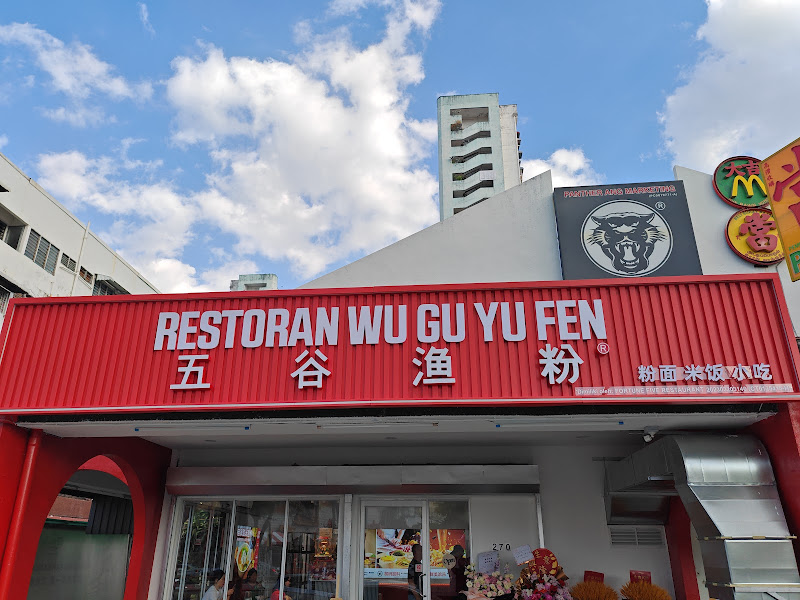 PANTHER ANG MARKETING
®
大吉
當
RESTORAN WU GU YU FEN
五谷渔粉®
粉面 米饭 小吃
270